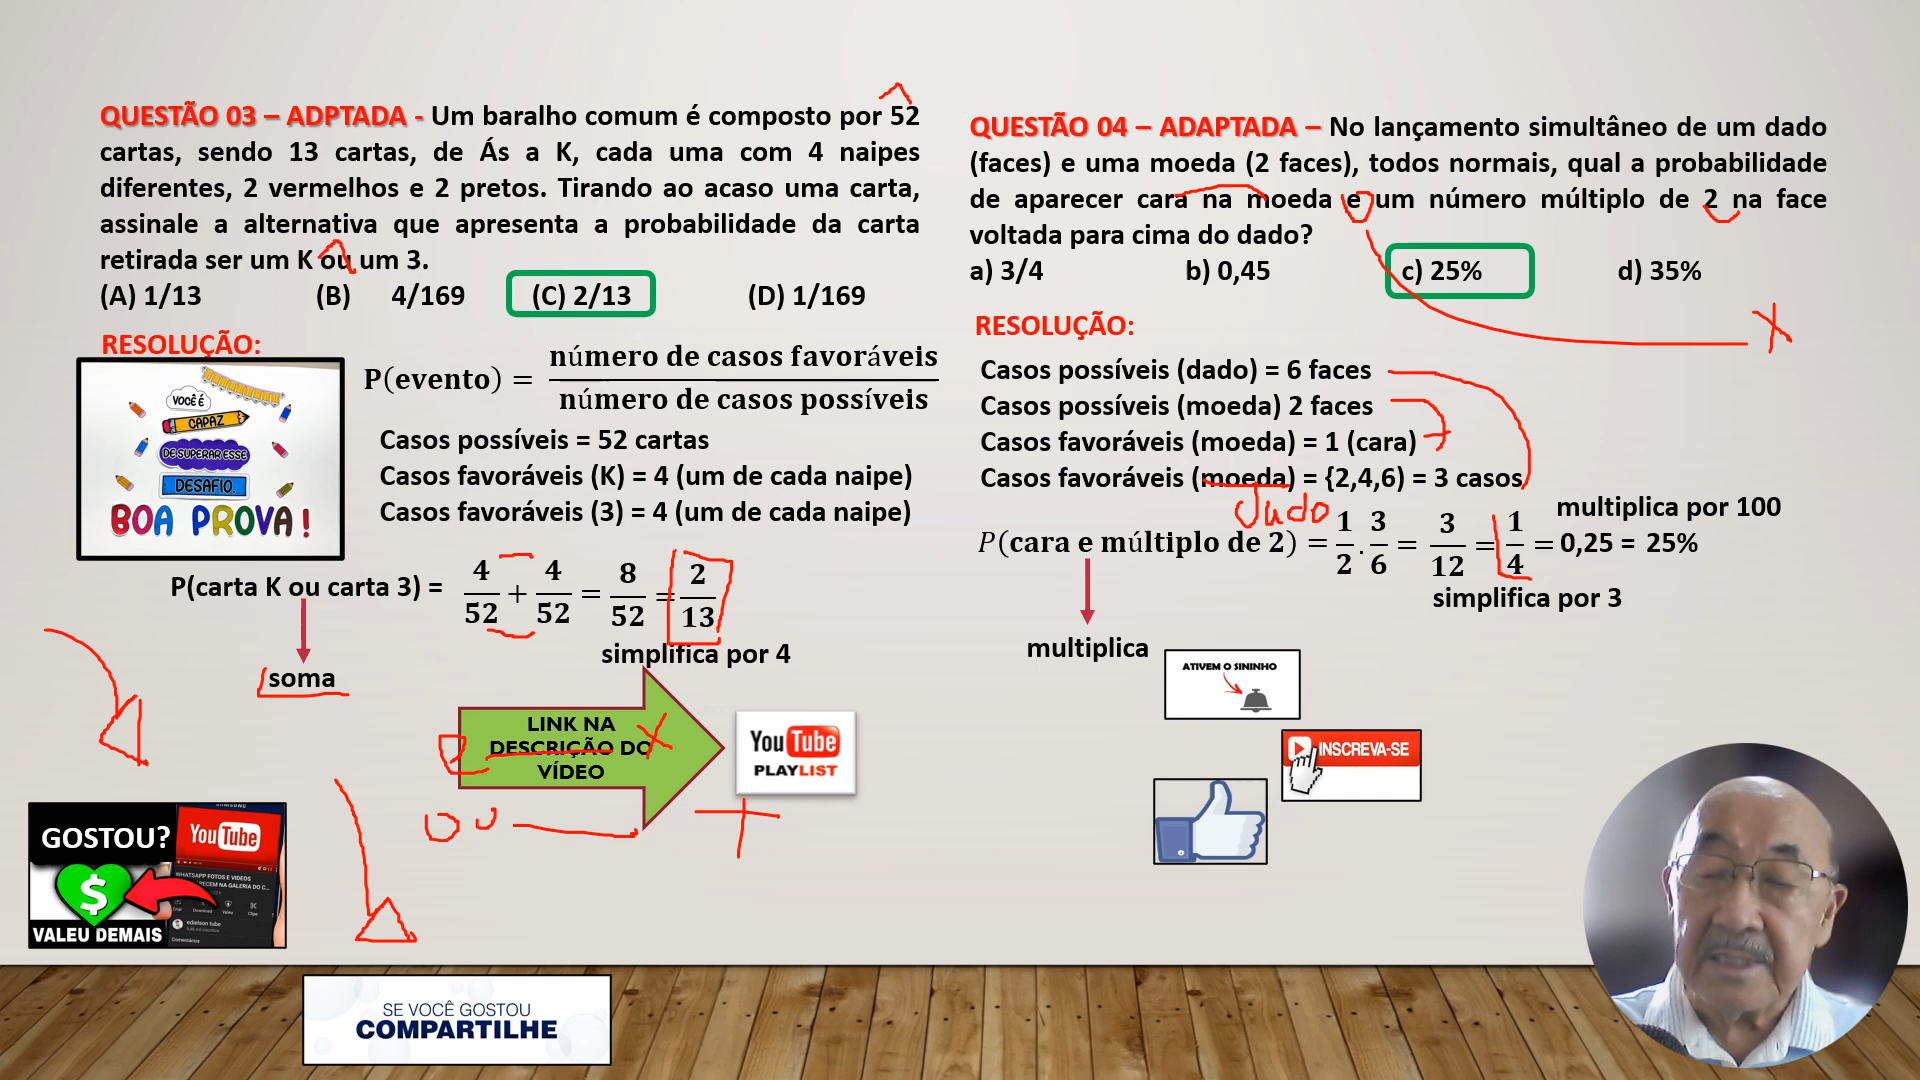 QUESTÃO 03 – ADPTADA - Um baralho comum é composto por 52
cartas, sendo 13 cartas, de Ás a K, cada uma com 4 naipes
diferentes, 2 vermelhos e 2 pretos. Tirando ao acaso uma carta,
assinale a alternativa que apresenta a probabilidade da carta
retirada ser um K ou um 3.
(A) 1/13 (B) 4/169 (C) 2/13 (D) 1/169
RESOLUÇÃO:
VOCÊ É
CAPAZ
DE SUPERAR ESSE
DESAFIO.
BOA PROVA!
P(evento) = número de casos favoráveis
número de casos possíveis
Casos possíveis = 52 cartas
Casos favoráveis (K) = 4 (um de cada naipe)
Casos favoráveis (3) = 4 (um de cada naipe)
P(carta K ou carta 3) = 4/52 + 4/52 = 8/52 = 2/13
simplifica por 4
soma
LINK NA
DESCRIÇÃO DO
VÍDEO
X
ou
+
YouTube
PLAYLIST
GOSTOU?
YouTube
WHATSAPP FOTOS E VIDEOS
edielson tube
VALEU DEMAIS
SE VOCÊ GOSTOU
COMPARTILHE
QUESTÃO 04 – ADAPTADA – No lançamento simultâneo de um dado
(faces) e uma moeda (2 faces), todos normais, qual a probabilidade
de aparecer cara na moeda e um número múltiplo de 2 na face
voltada para cima do dado?
a) 3/4 b) 0,45 c) 25% d) 35%
X
RESOLUÇÃO:
Casos possíveis (dado) = 6 faces
Casos possíveis (moeda) 2 faces
Casos favoráveis (moeda) = 1 (cara)
Casos favoráveis (moeda) = {2,4,6) = 3 casos
dado
multiplica por 100
P(cara e múltiplo de 2) = 1/2 . 3/6 = 3/12 = 1/4 = 0,25 = 25%
simplifica por 3
multiplica
ATIVEM O SININHO
INSCREVA-SE